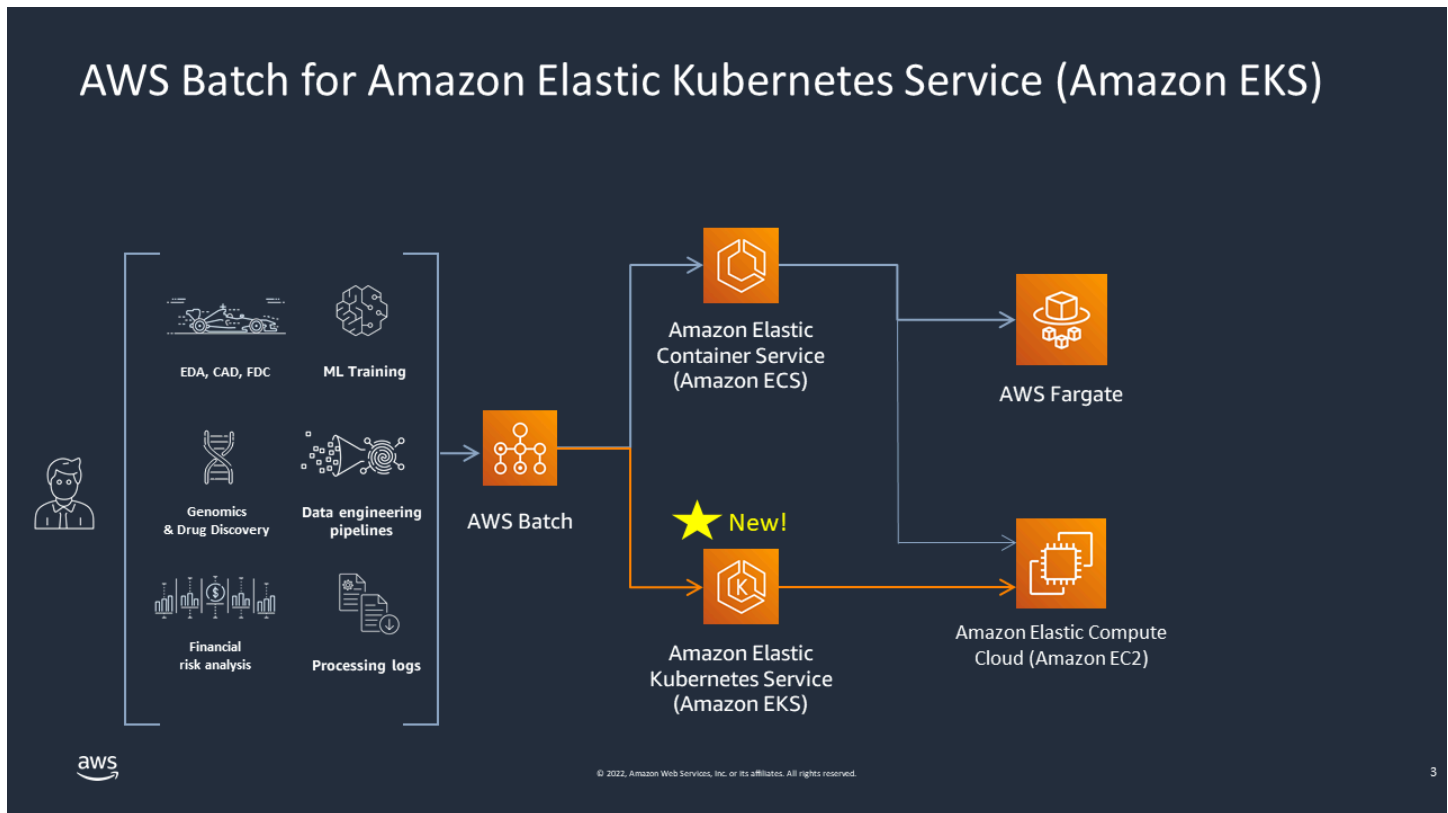 AWS Batch for Amazon Elastic Kubernetes Service (Amazon EKS)
EDA, CAD, FDC
ML Training
Genomics
& Drug Discovery
Data engineering
pipelines
Financial
risk analysis
Processing logs
AWS Batch
Amazon Elastic
Container Service
(Amazon ECS)
New!
K
Amazon Elastic
Kubernetes Service
(Amazon EKS)
AWS Fargate
Amazon Elastic Compute
Cloud (Amazon EC2)
aws
© 2022, Amazon Web Services, Inc. or its affiliates. All rights reserved.
3